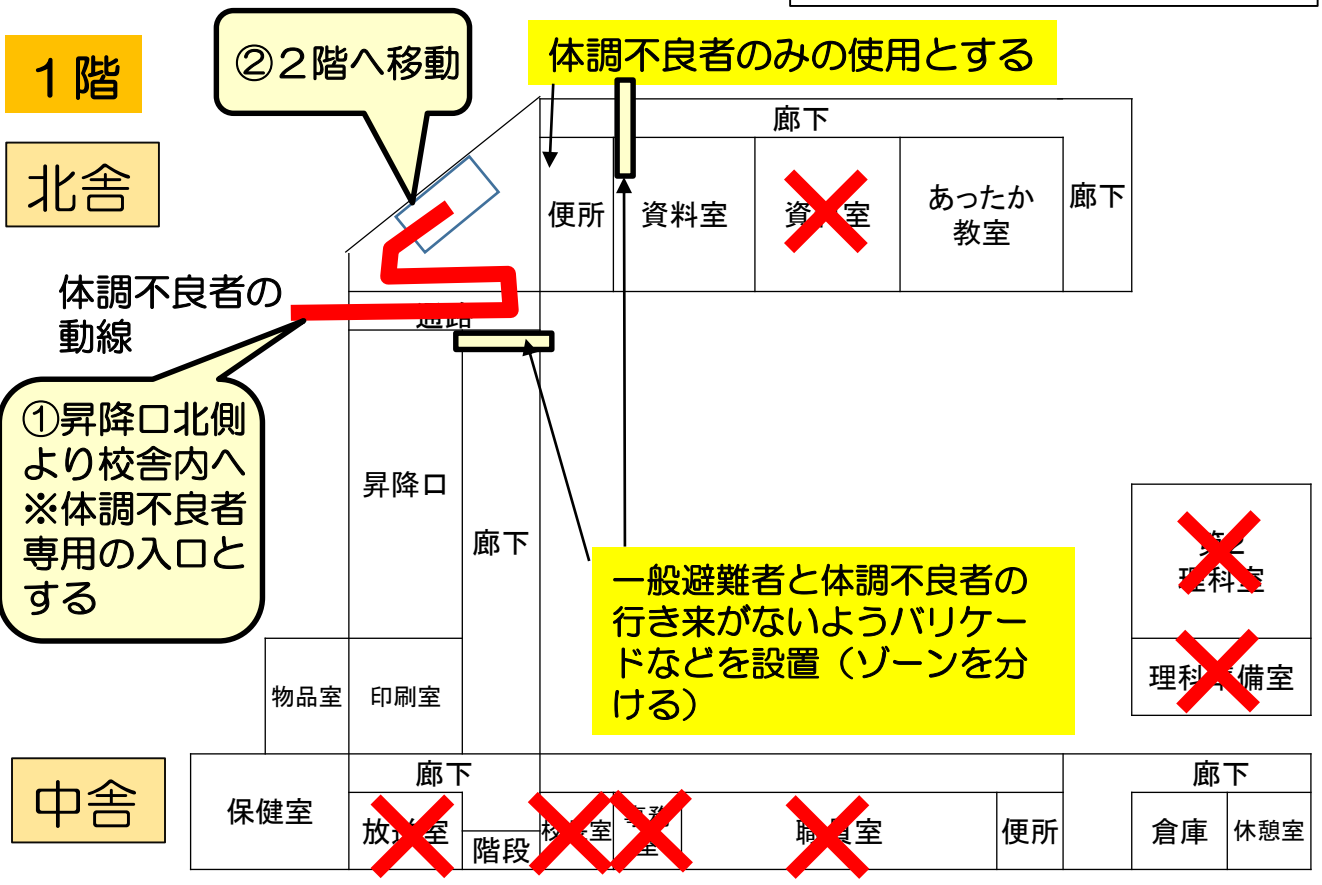 １階
②２階へ移動
体調不良者のみの使用とする
北舎
廊下
便所
資料室
あったか
教室
廊下
体調不良者の
動線
①昇降口北側
より校舎内へ
※体調不良者
専用の入口と
する
昇降口
廊下
一般避難者と体調不良者の
行き来がないようバリケー
ドなどを設置（ゾーンを分
ける）
理科室
物品室
印刷室
中舎
保健室
廊下
階段
便所
廊下
倉庫
休憩室